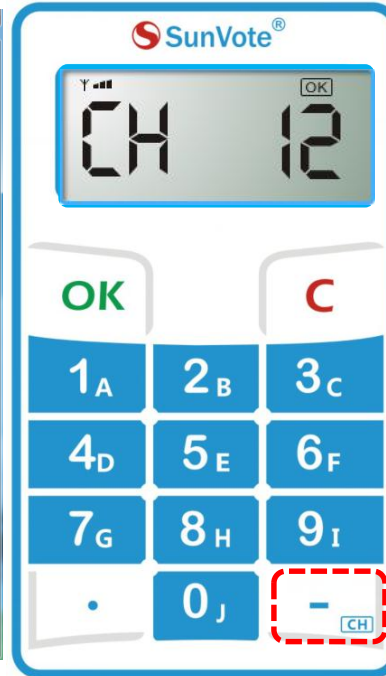 SunVote®
OK
CH 12
OK C
1A 2B 3C
4D 5E 6F
7G 8H 9I
. 0J - CH